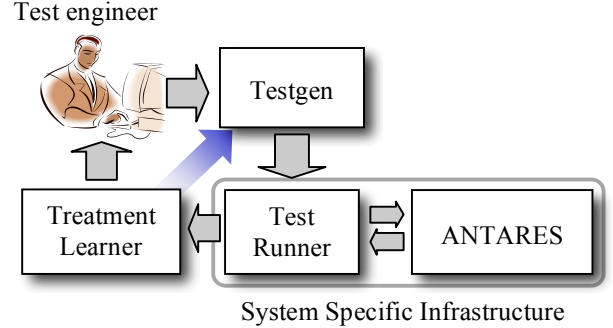 Test engineer
Testgen
Treatment
Learner
Test
Runner
ANTARES
System Specific Infrastructure